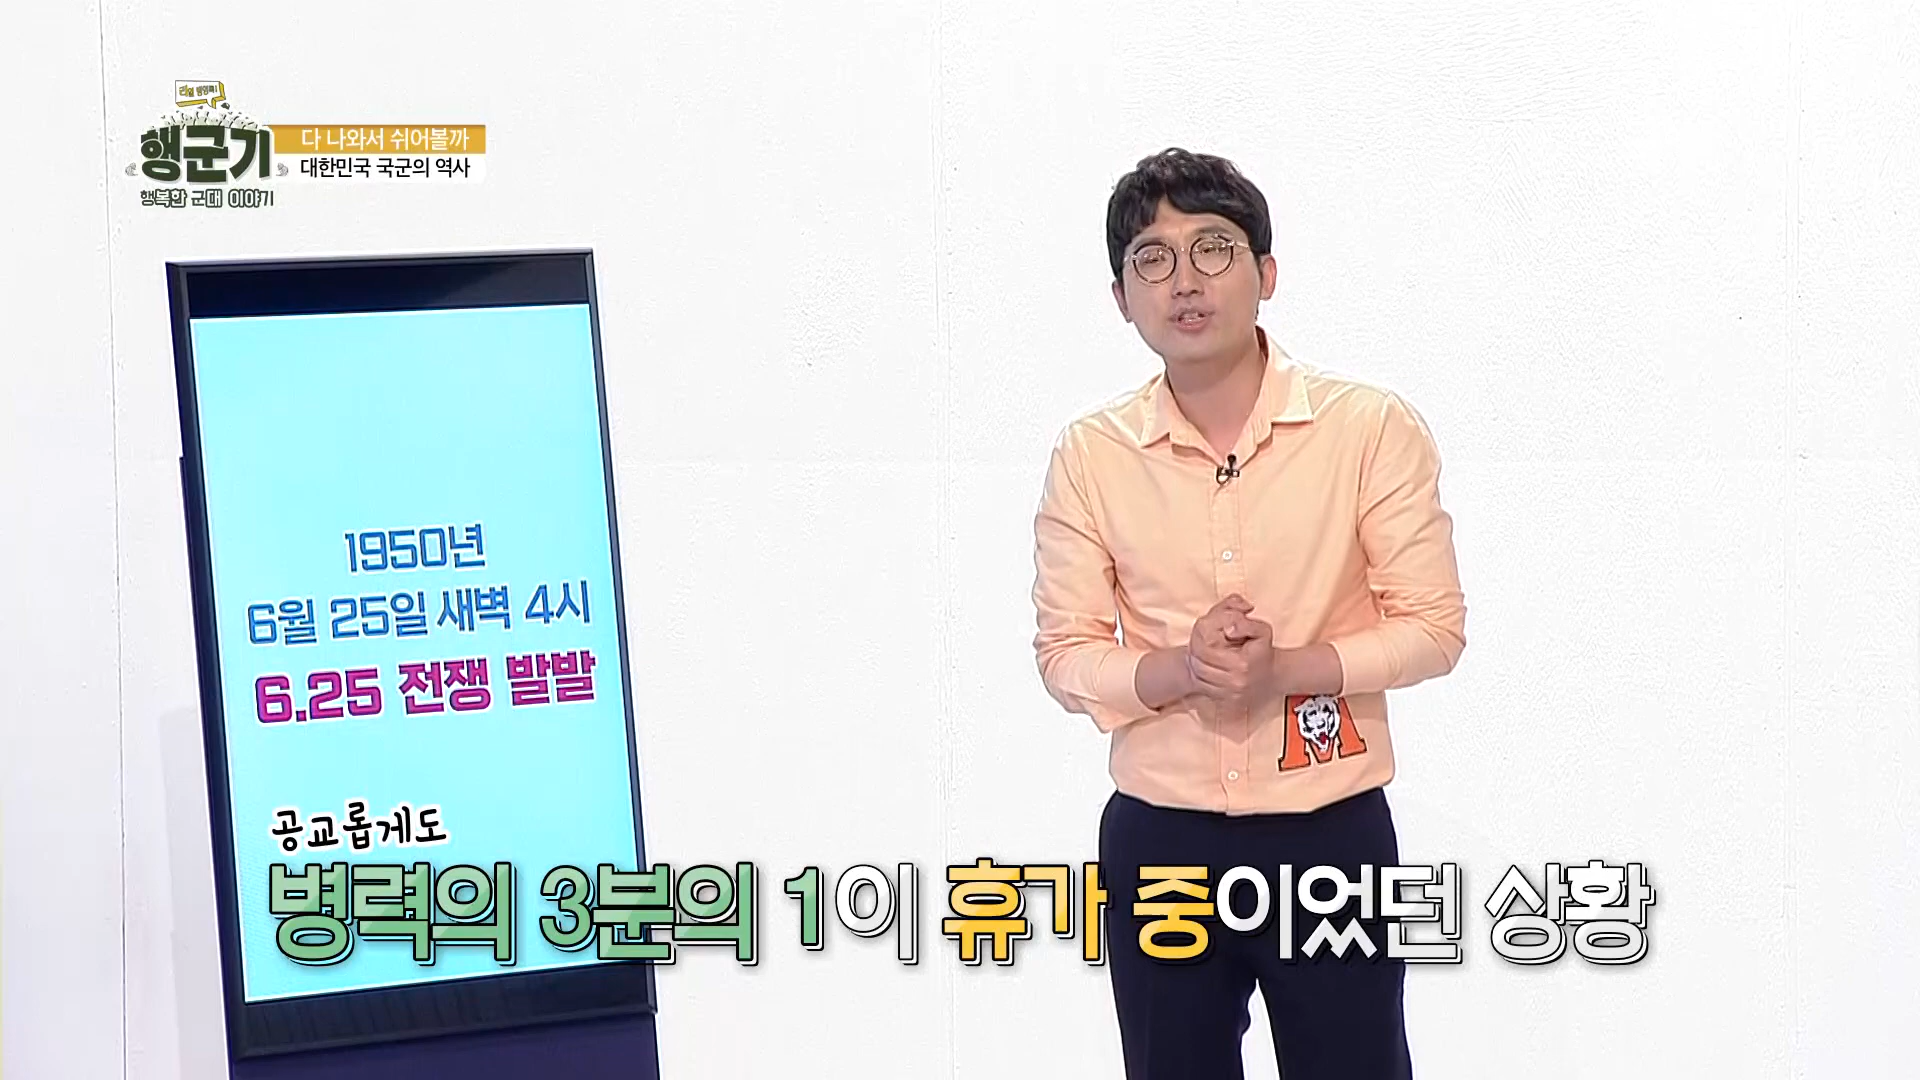 리얼 병영톡!
행군기
행복한 군대 이야기
다 나와서 쉬어볼까
대한민국 국군의 역사
1950년
6월 25일 새벽 4시
6.25 전쟁 발발
공교롭게도
병력의 3분의 1이 휴가 중이었던 상황
M